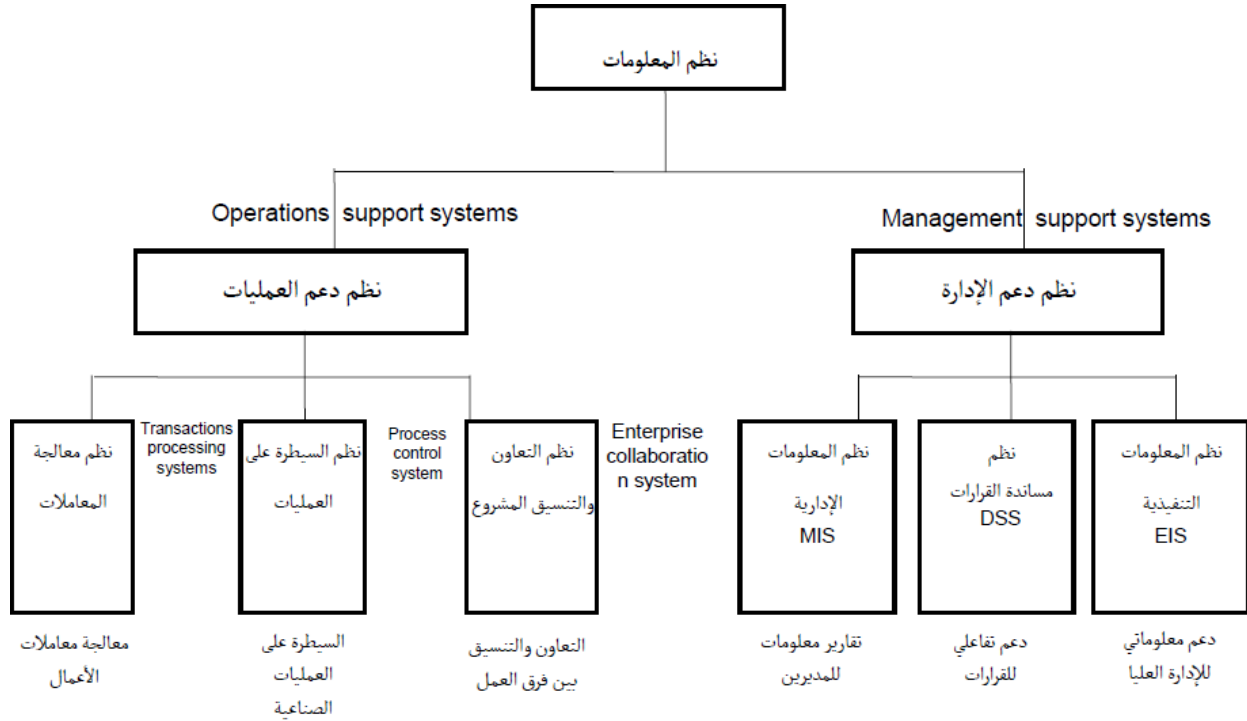 نظم المعلومات
Operations support systems
Management support systems
نظم دعم العمليات
نظم دعم الإدارة
نظم معالجة
المعاملات
Transactions
processing
systems
نظم السيطرة على
العمليات
Process
control
system
نظم التعاون
والتنسيق المشروع
Enterprise
collaboratio
n system
نظم المعلومات
الإدارية
MIS
نظم
مساندة القرارات
DSS
نظم المعلومات
التنفيذية
EIS
معالجة معاملات
الأعمال
السيطرة على
العمليات
الصناعية
التعاون والتنسيق
بين فرق العمل
تقارير معلومات
للمديرين
دعم تفاعلي
للقرارات
دعم معلوماتي
للإدارة العليا